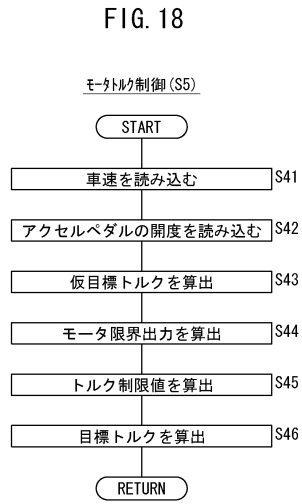 FIG. 18
モータトルク制御(S5)
START
車速を読み込む S41
アクセルペダルの開度を読み込む S42
仮目標トルクを算出 S43
モータ限界出力を算出 S44
トルク制限値を算出 S45
目標トルクを算出 S46
RETURN